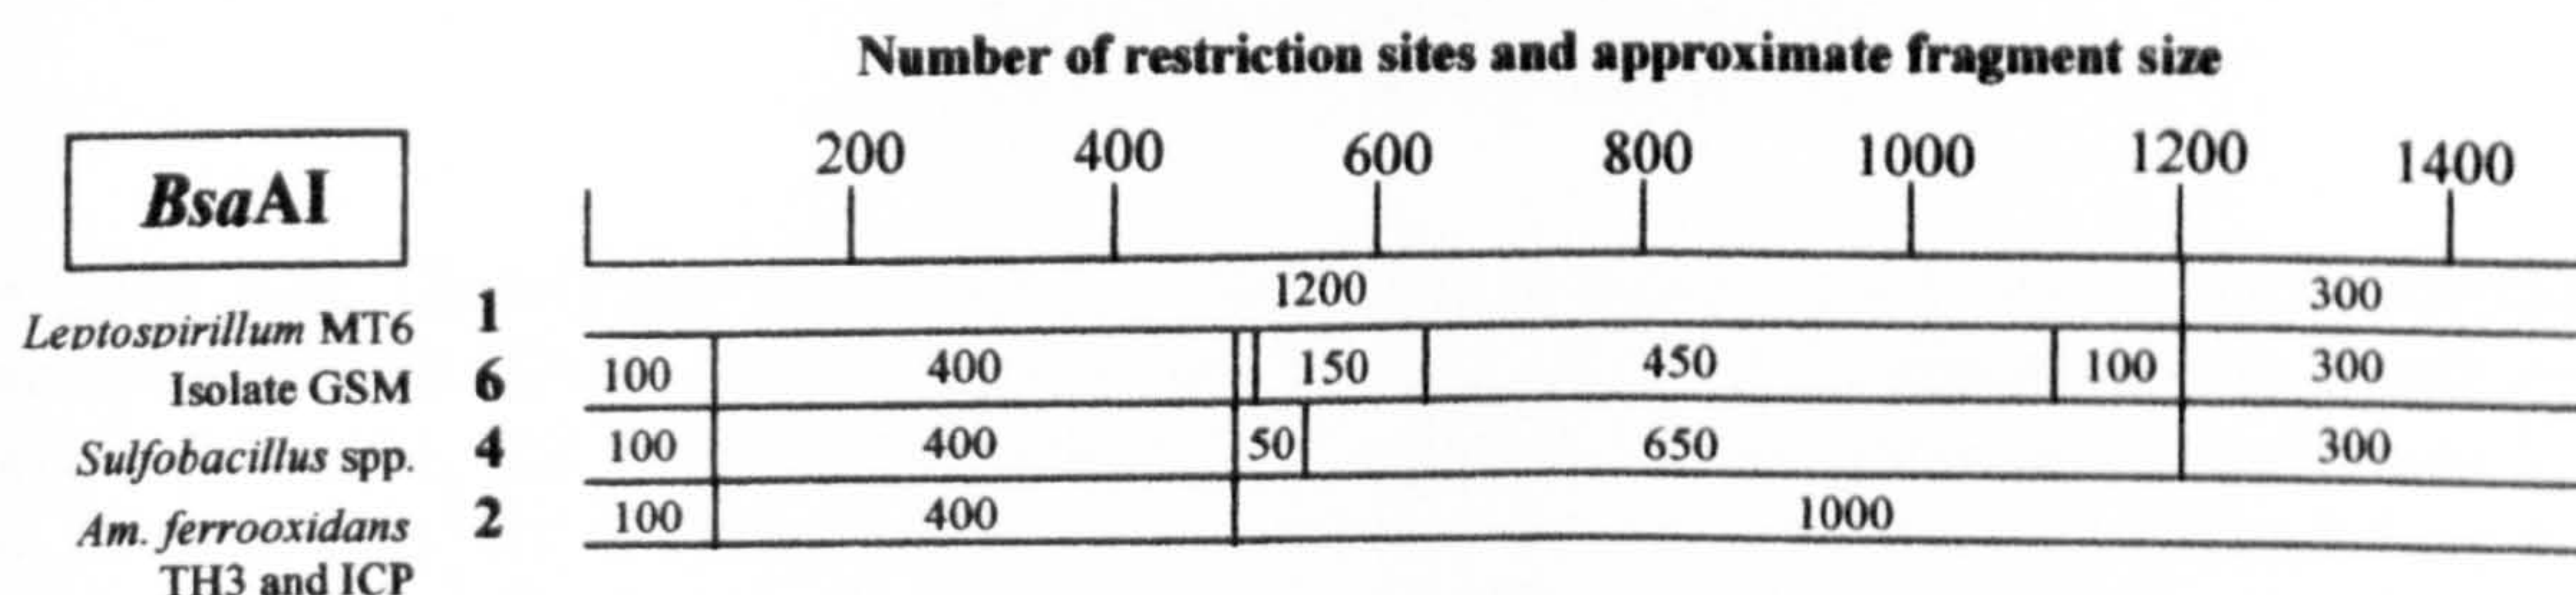 Number of restriction sites and approximate fragment size
BsaAI
200 400 600 800 1000 1200 1400
1200 300
Leptospirillum MT6 1
100 400 150 450 100 300
Isolate GSM 6
100 400 50 650 300
Sulfobacillus spp. 4
100 400 1000
Am. ferrooxidans 2
TH3 and ICP